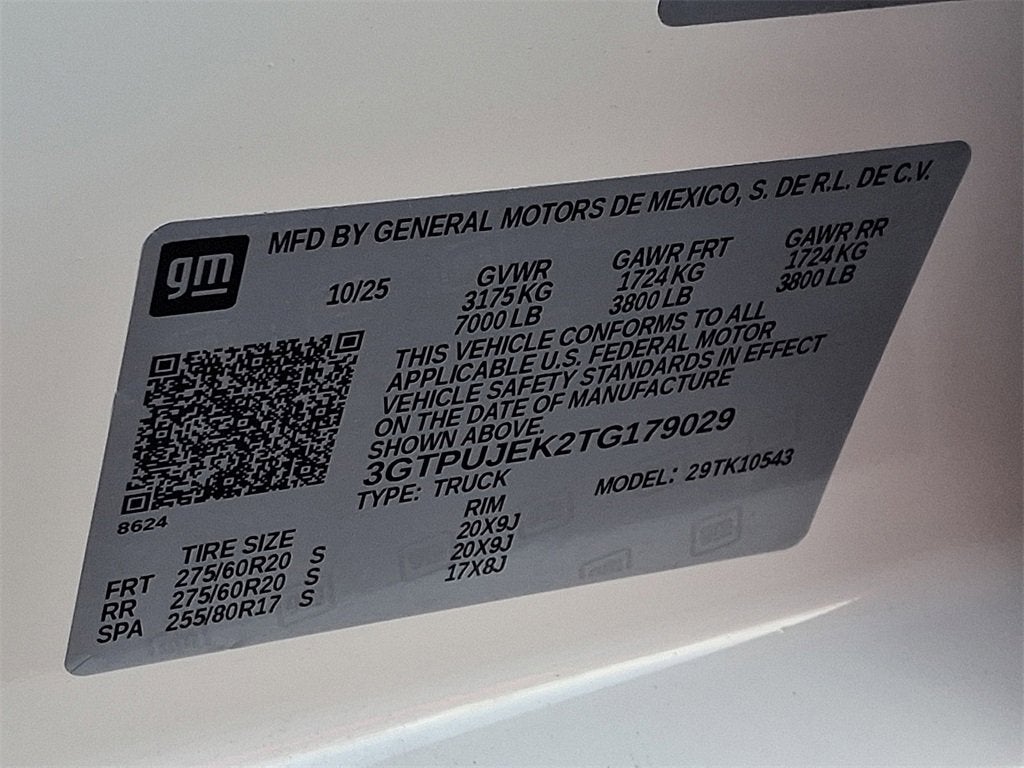 gm
MFD BY GENERAL MOTORS DE MEXICO, S. DE R.L. DE C.V.
10/25
GVWR
3175KG
7000 LB
GAWR FRT
1724KG
3800 LB
GAWR RR
1724KG
3800 LB
THIS VEHICLE CONFORMS TO ALL
APPLICABLE U.S. FEDERAL MOTOR
VEHICLE SAFETY STANDARDS IN EFFECT
ON THE DATE OF MANUFACTURE
SHOWN ABOVE.
3GTPUJEK2TG179029
TYPE: TRUCK MODEL: 29TK10543
8624
TIRE SIZE RIM
FRT 275/60R20 S 20X9J
RR 275/60R20 S 20X9J
SPA 255/80R17 S 17X8J